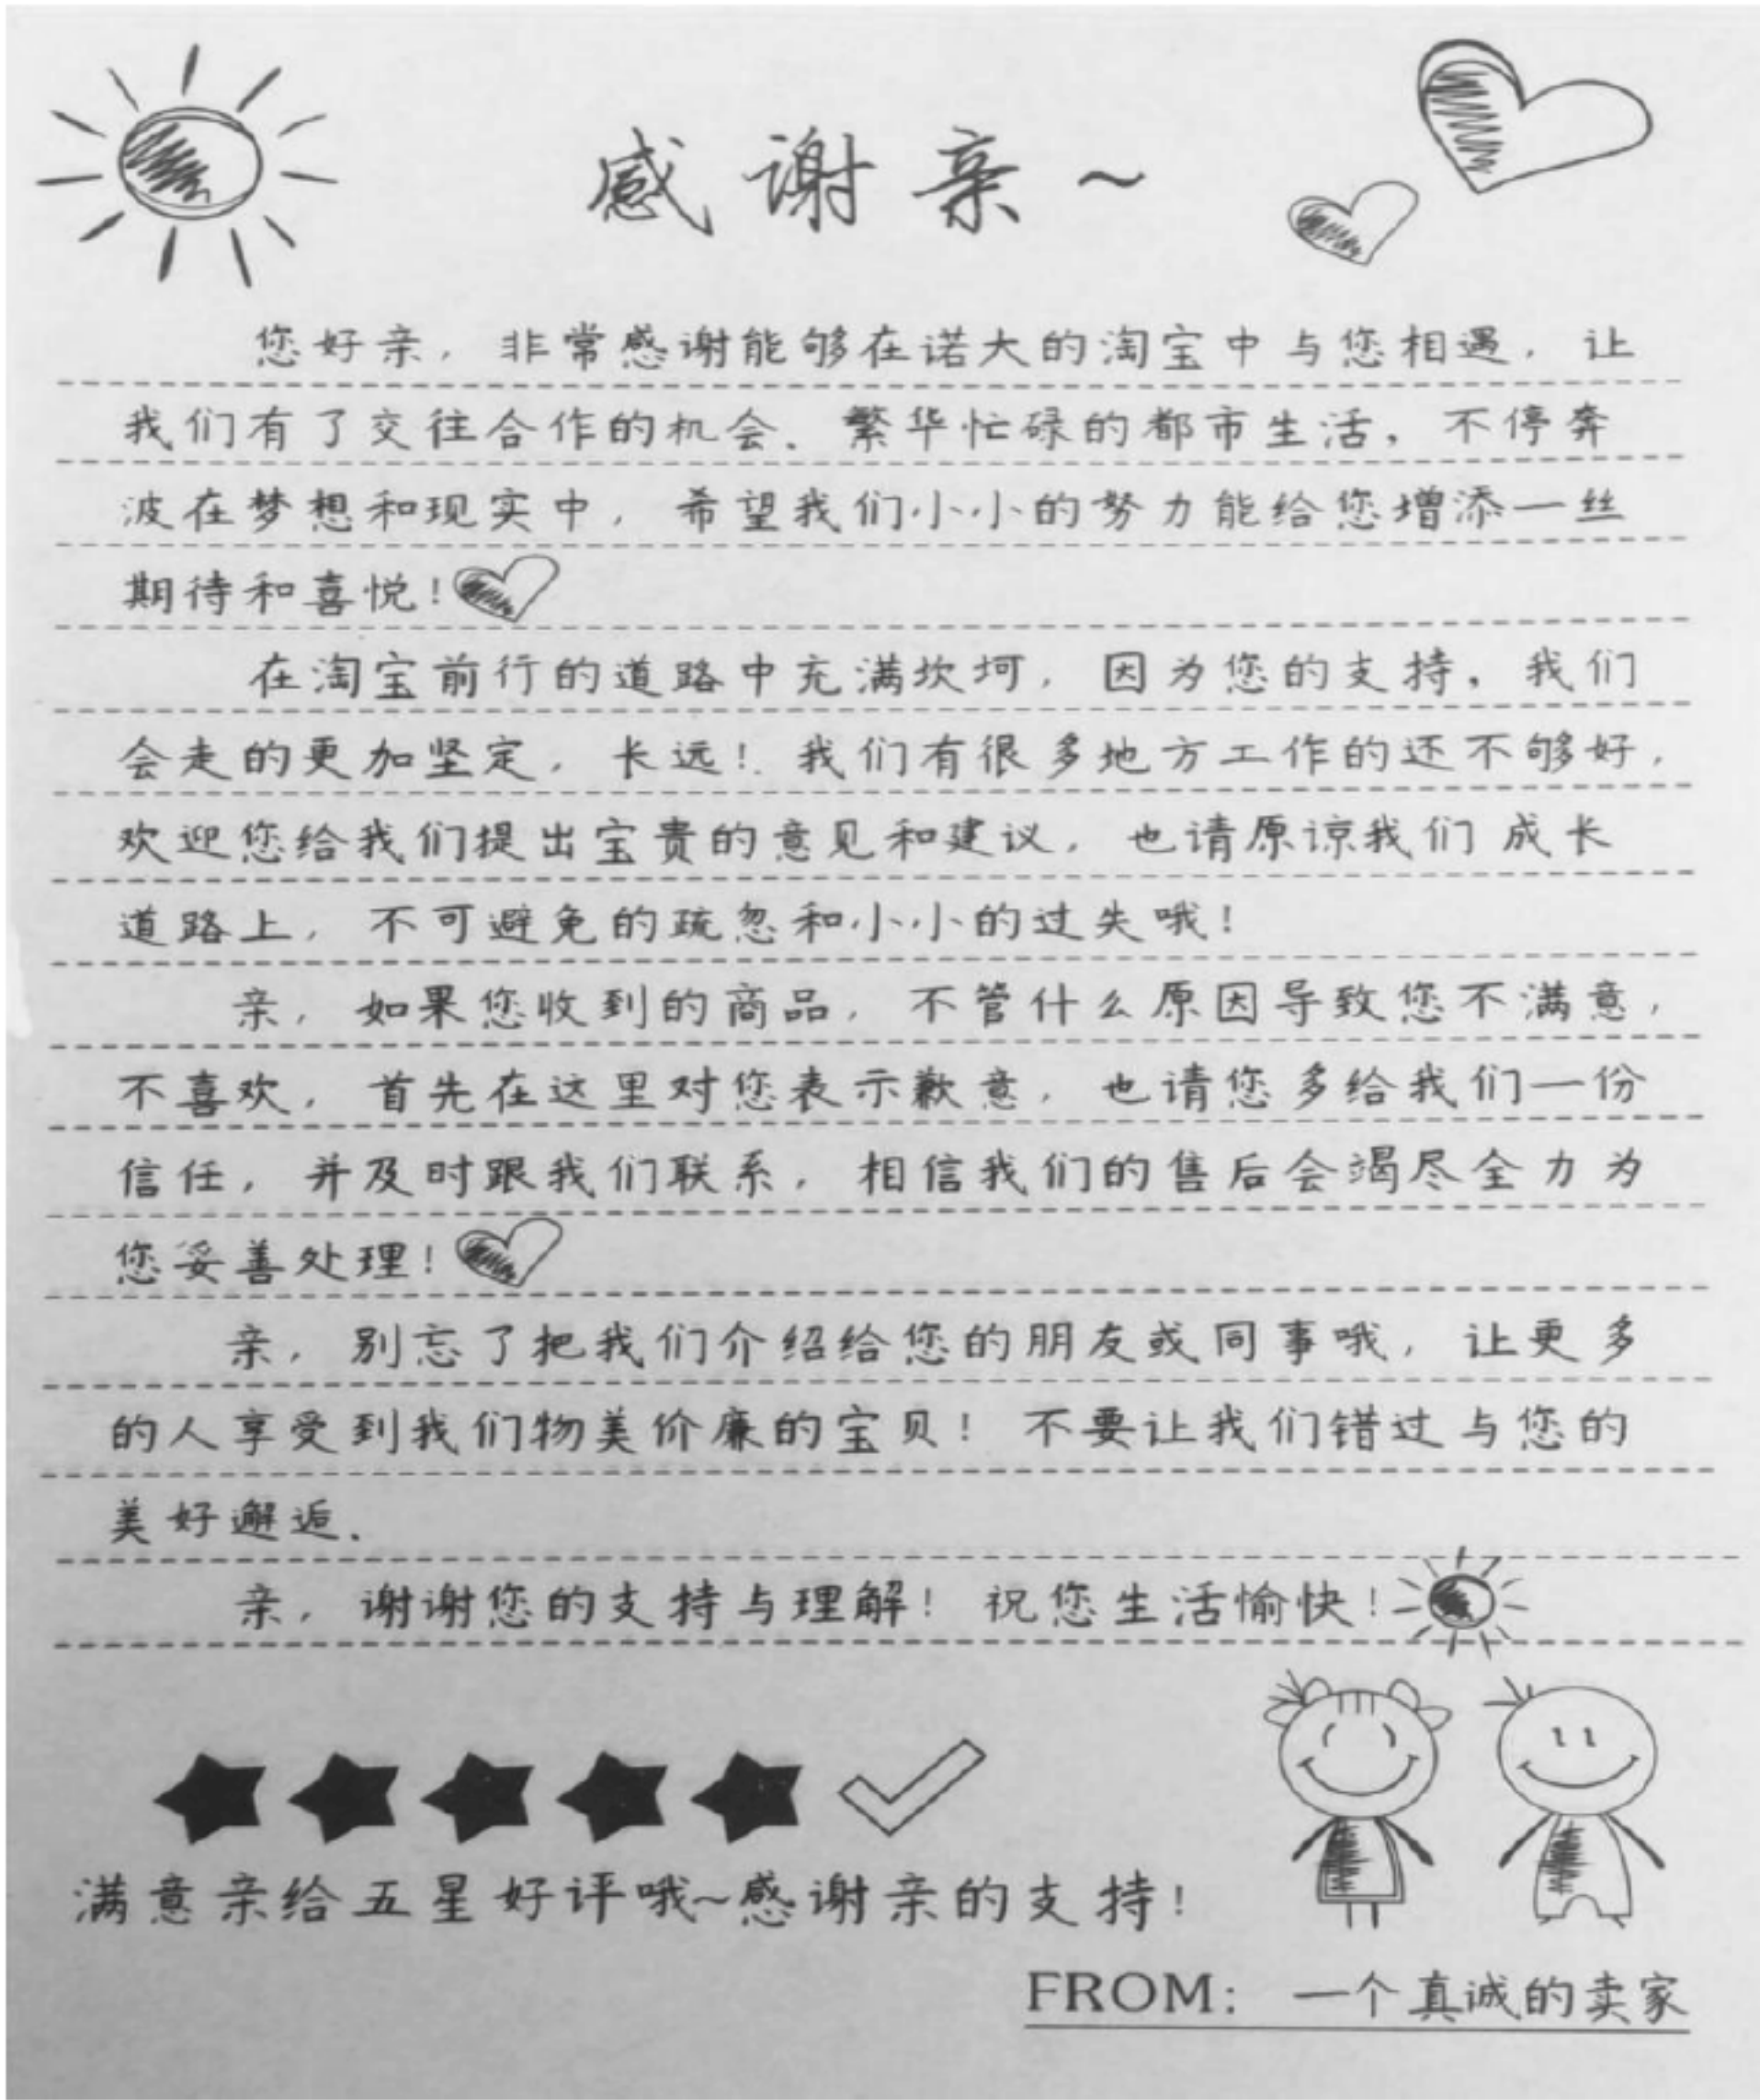 感谢亲~
您好亲，非常感谢能够在诺大的淘宝中与您相遇，让
我们有了交往合作的机会、繁华忙碌的都市生活，不停奔
波在梦想和现实中，希望我们小小的努力能给您增添一丝
期待和喜悦！
在淘宝前行的道路中充满坎坷，因为您的支持，我们
会走的更加坚定，长远！我们有很多地方工作的还不够好，
欢迎您给我们提出宝贵的意见和建议，也请原谅我们成长
道路上，不可避免的疏忽和小小的过失哦！
亲，如果您收到的商品，不管什么原因导致您不满意，
不喜欢，首先在这里对您表示歉意，也请您多给我们一份
信任，并及时跟我们联系，相信我们的售后会竭尽全力为
您妥善处理！
亲，别忘了把我们介绍给您的朋友或同事哦，让更多
的人享受到我们物美价廉的宝贝！不要让我们错过与您的
美好邂逅、
亲，谢谢您的支持与理解！祝您生活愉快！
满意亲给五星好评哦~感谢亲的支持！
FROM：一个真诚的卖家